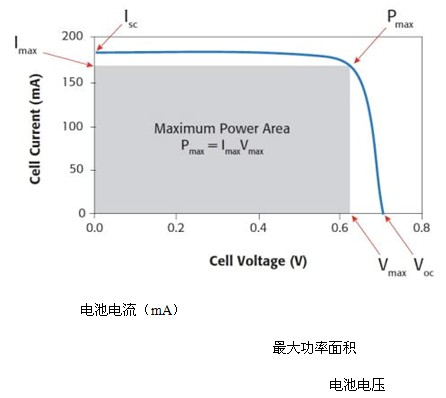 Isc
Pmax
Imax
200
150
100
50
0
Cell Current (mA)
Maximum Power Area
Pmax = ImaxVmax
0.0 0.2 0.4 0.6 0.8
Cell Voltage (V)
Vmax Voc
电池电流（mA）
最大功率面积
电池电压